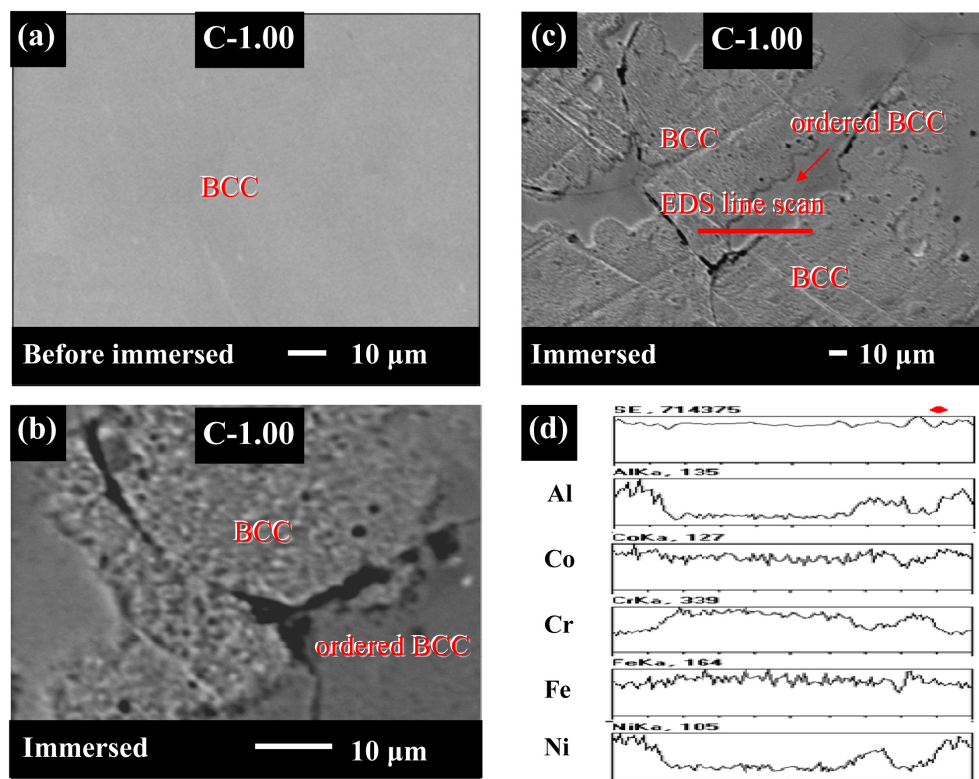 (a)
C-1.00
BCC
Before immersed
10 μm
(b)
C-1.00
BCC
ordered BCC
Immersed
10 μm
(c)
C-1.00
BCC
ordered BCC
EDS line scan
BCC
Immersed
10 μm
(d)
SE, 714375
Al
AlKa, 135
Co
CoKa, 127
Cr
CrKa, 339
Fe
FeKa, 164
Ni
NiKa, 105